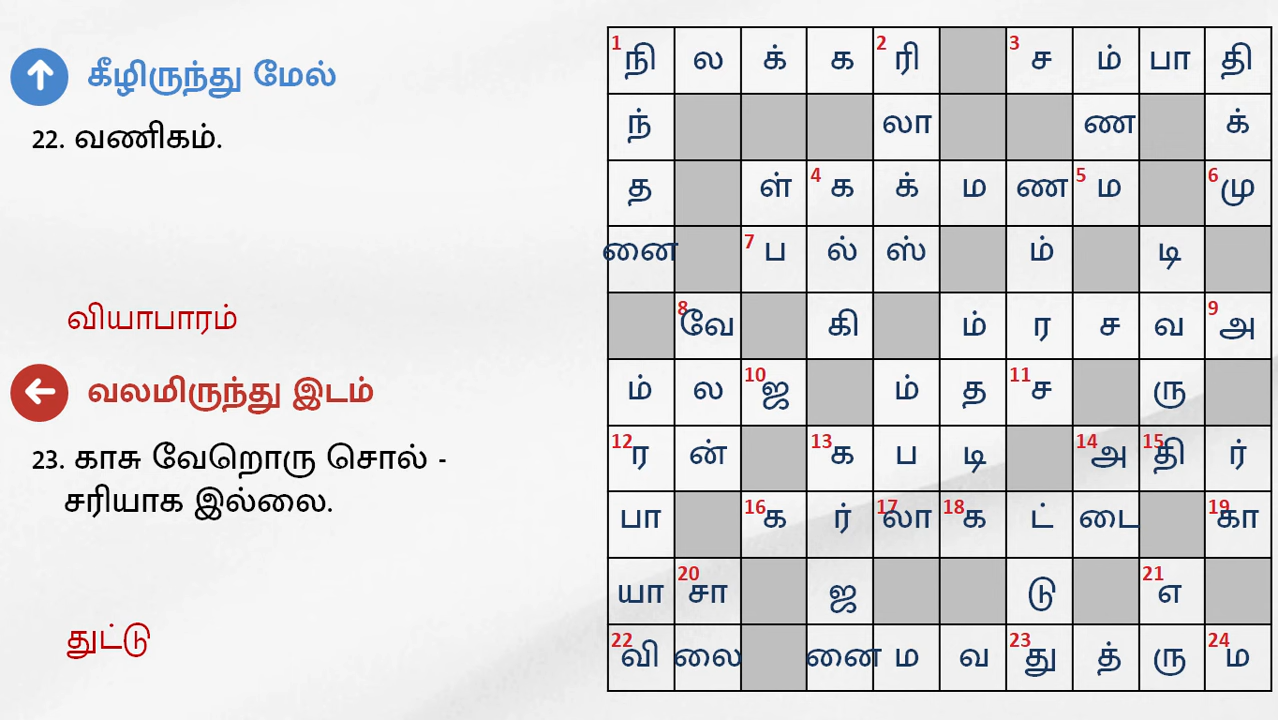 கீழிருந்து மேல்
22. வணிகம்.
வியாபாரம்
வலமிருந்து இடம்
23. காசு வேறொரு சொல் -
சரியாக இல்லை.
துட்டு
1 நி ல க் க 2 ரி 3 ச ம் பா தி
ந் லா ண க்
த ள் 4 க க் ம ண 5 ம 6 மு
னை 7 ப ல் ஸ் ம் டி
8 வே கி ம் ர ச வ 9 அ
ம் ல 10 ஜ ம் த 11 ச ரு
12 ர ன் 13 க ப டி 14 அ 15 தி ர்
பா 16 க ர் 17 லா 18 க ட் டை 19 கா
யா 20 சா ஜ டு 21 எ
22 வி லை னை ம வ 23 து த் ரு 24 ம